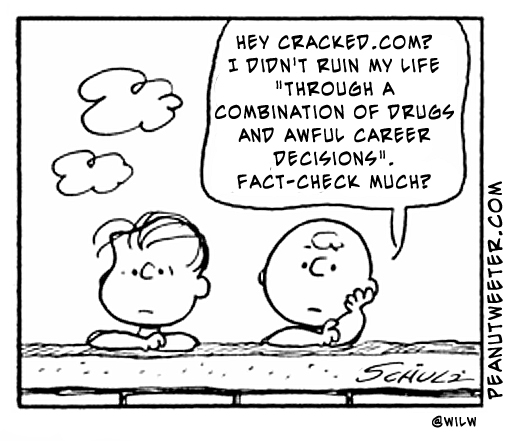 HEY CRACKED.COM?
I DIDN'T RUIN MY LIFE
"THROUGH A
COMBINATION OF DRUGS
AND AWFUL CAREER
DECISIONS".
FACT-CHECK MUCH?
SCHULZ
PEANUTWEETER.COM
@WILW